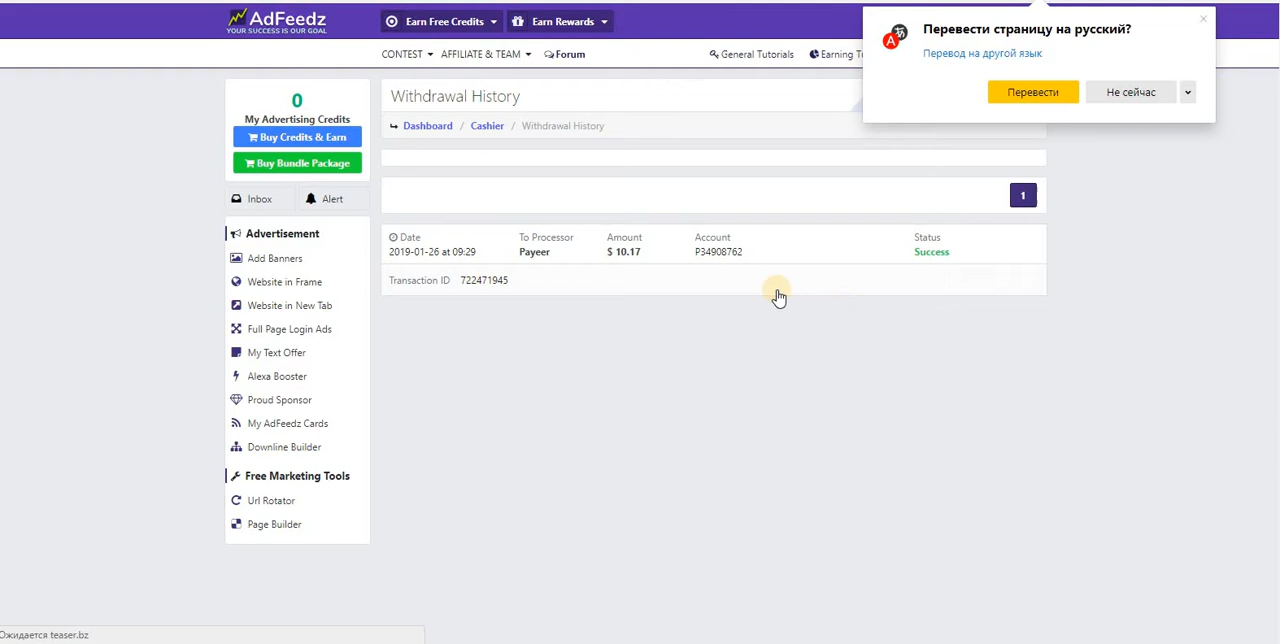 AdFeedz
YOUR SUCCESS IS OUR GOAL
Earn Free Credits
Earn Rewards
CONTEST
AFFILIATE & TEAM
Forum
General Tutorials
Earning
Перевести страницу на русский?
Перевод на другой язык
Перевести
Не сейчас
0
My Advertising Credits
Buy Credits & Earn
Buy Bundle Package
Inbox
Alert
Advertisement
Add Banners
Website in Frame
Website in New Tab
Full Page Login Ads
My Text Offer
Alexa Booster
Proud Sponsor
My AdFeedz Cards
Downline Builder
Free Marketing Tools
Url Rotator
Page Builder
Withdrawal History
Dashboard / Cashier / Withdrawal History
1
Date To Processor Amount Account Status
2019-01-26 at 09:29 Payeer $ 10.17 P34908762 Success
Transaction ID 722471945
Ожидается teaser.bz